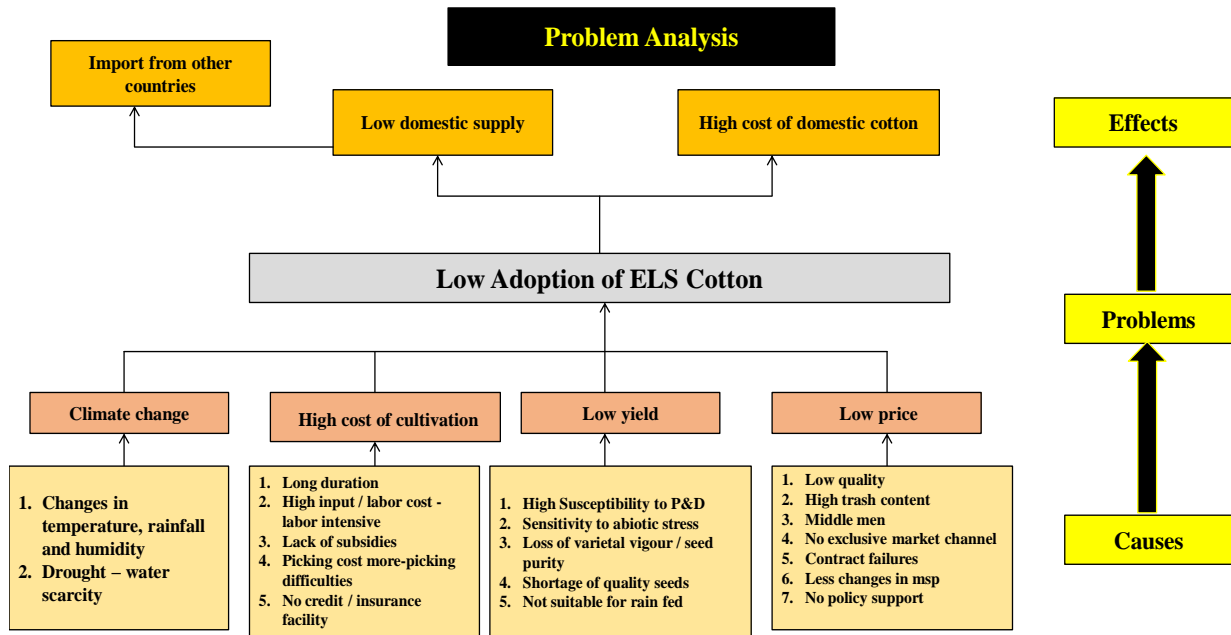 Problem Analysis
Import from other
countries
Low domestic supply
High cost of domestic cotton
Effects
Low Adoption of ELS Cotton
Problems
Climate change
High cost of cultivation
Low yield
Low price
1. Changes in
temperature, rainfall
and humidity
2. Drought – water
scarcity
1. Long duration
2. High input / labor cost -
labor intensive
3. Lack of subsidies
4. Picking cost more-picking
difficulties
5. No credit / insurance
facility
1. High Susceptibility to P&D
2. Sensitivity to abiotic stress
3. Loss of varietal vigour / seed
purity
4. Shortage of quality seeds
5. Not suitable for rain fed
1. Low quality
2. High trash content
3. Middle men
4. No exclusive market channel
5. Contract failures
6. Less changes in msp
7. No policy support
Causes